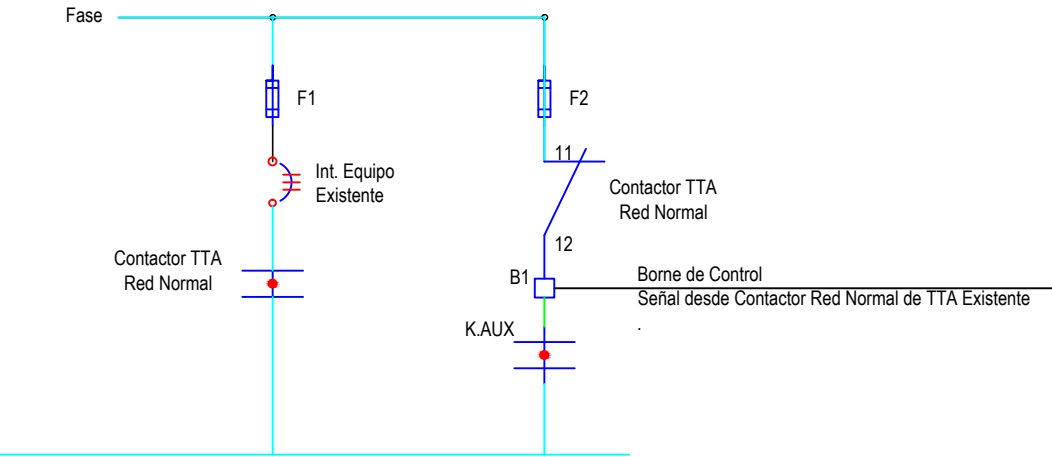 Fase
F1
F2
11
Int. Equipo
Existente
Contactor TTA
Red Normal
12
Contactor TTA
Red Normal
B1
Borne de Control
Señal desde Contactor Red Normal de TTA Existente
.
K.AUX